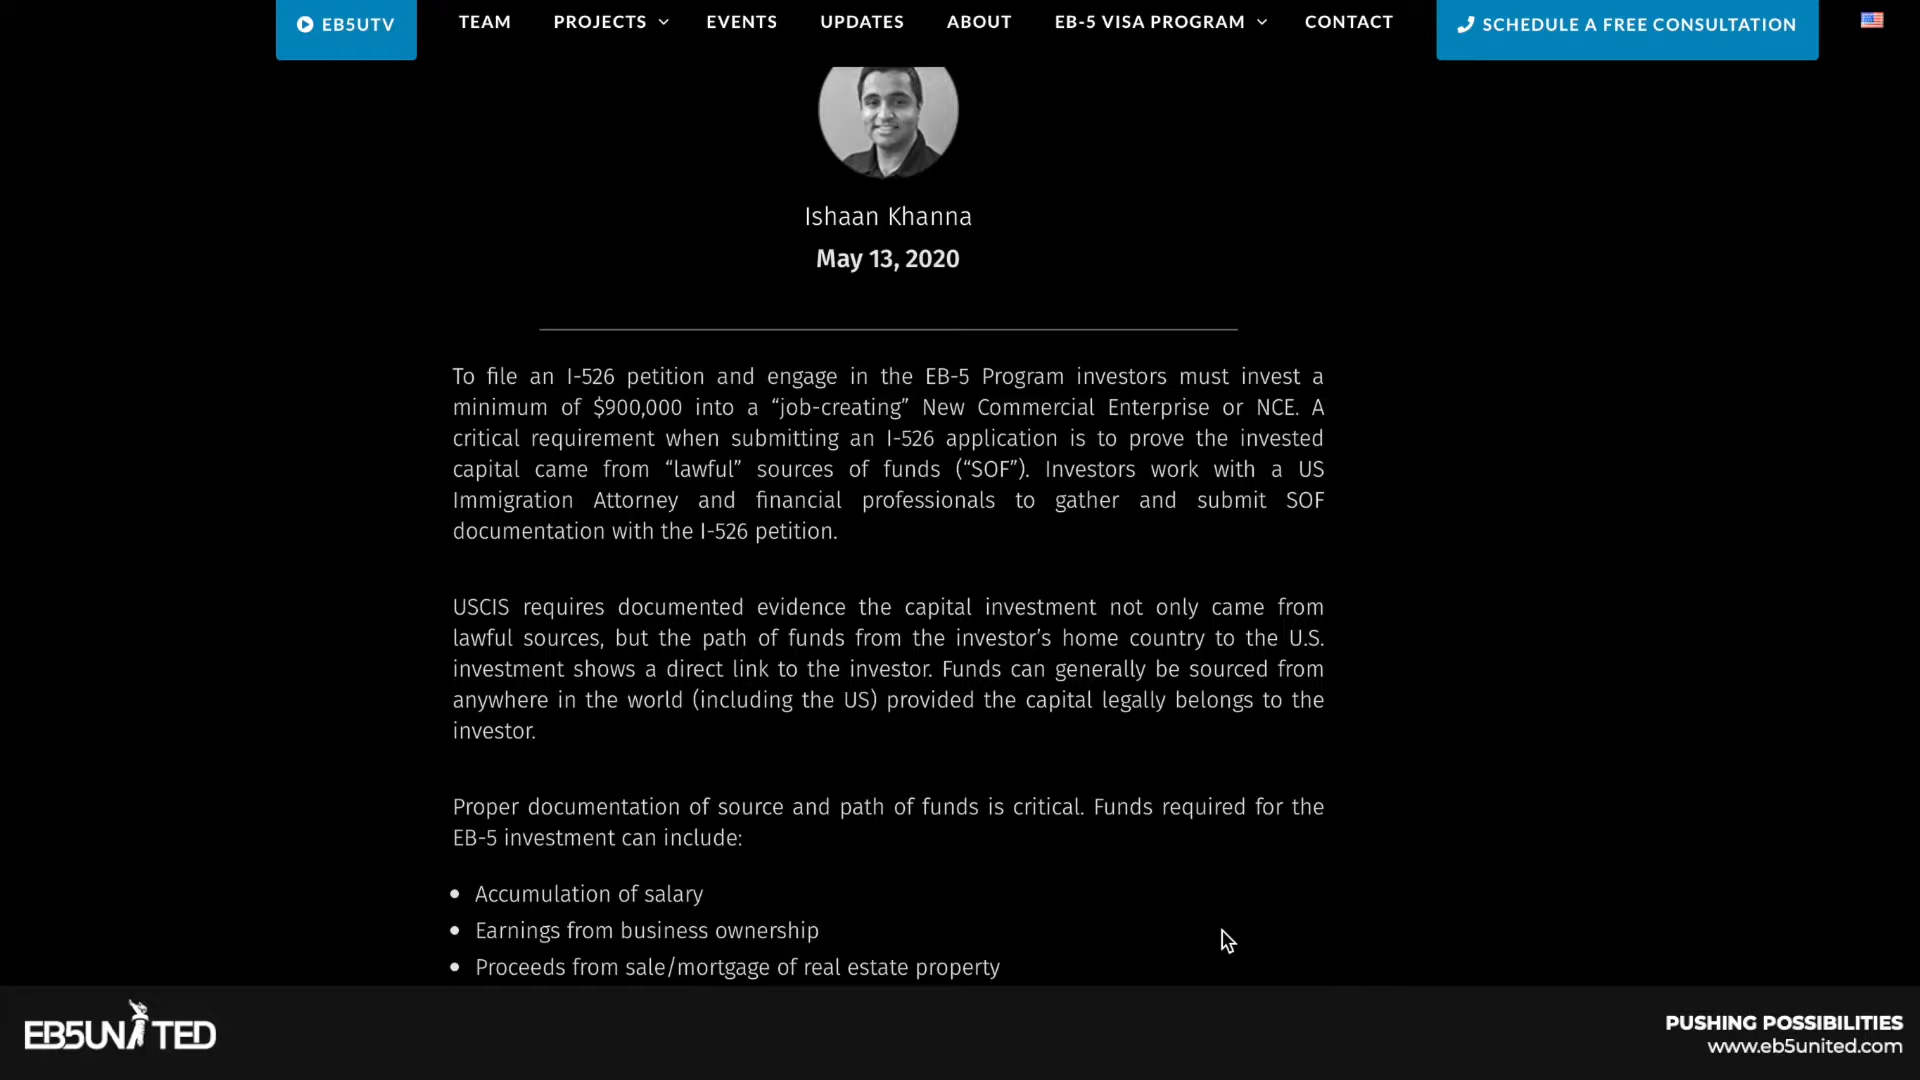 EB5UTV
TEAM
PROJECTS
EVENTS
UPDATES
ABOUT
EB-5 VISA PROGRAM
CONTACT
SCHEDULE A FREE CONSULTATION
Ishaan Khanna
May 13, 2020
To file an I-526 petition and engage in the EB-5 Program investors must invest a
minimum of $900,000 into a “job-creating” New Commercial Enterprise or NCE. A
critical requirement when submitting an I-526 application is to prove the invested
capital came from “lawful” sources of funds (“SOF”). Investors work with a US
Immigration Attorney and financial professionals to gather and submit SOF
documentation with the I-526 petition.
USCIS requires documented evidence the capital investment not only came from
lawful sources, but the path of funds from the investor’s home country to the U.S.
investment shows a direct link to the investor. Funds can generally be sourced from
anywhere in the world (including the US) provided the capital legally belongs to the
investor.
Proper documentation of source and path of funds is critical. Funds required for the
EB-5 investment can include:
• Accumulation of salary
• Earnings from business ownership
• Proceeds from sale/mortgage of real estate property
EB5UNITED
PUSHING POSSIBILITIES
www.eb5united.com